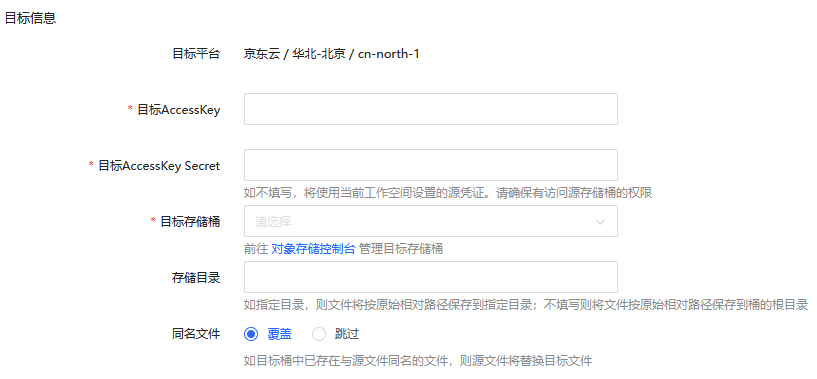 目标信息
目标平台 京东云 / 华北-北京 / cn-north-1
* 目标AccessKey
* 目标AccessKey Secret
如不填写，将使用当前工作空间设置的源凭证。请确保有访问源存储桶的权限
* 目标存储桶 请选择
前往 对象存储控制台 管理目标存储桶
存储目录
如指定目录，则文件将按原始相对路径保存到指定目录；不填写则将文件按原始相对路径保存到桶的根目录
同名文件 覆盖 跳过
如目标桶中已存在与源文件同名的文件，则源文件将替换目标文件